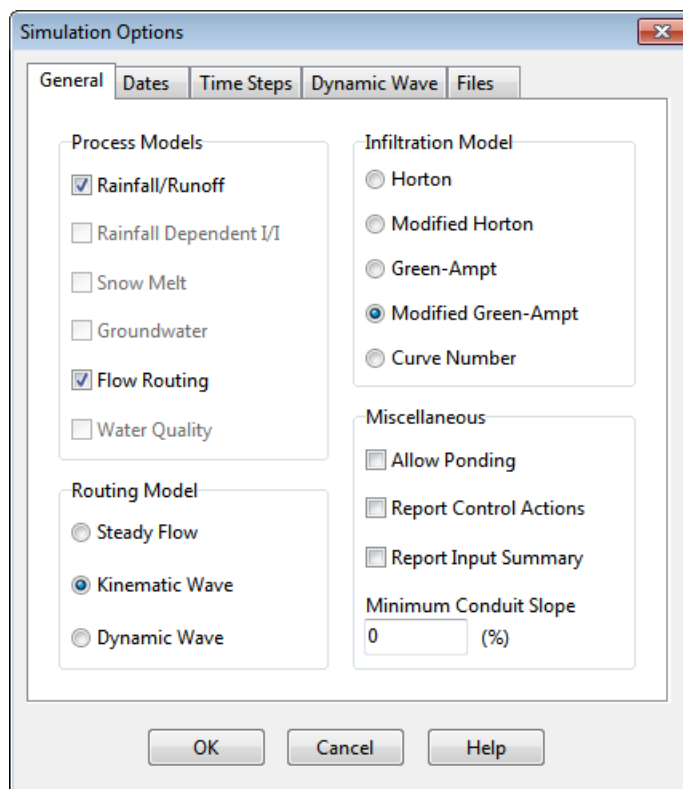 Simulation Options
General Dates Time Steps Dynamic Wave Files
Process Models
Rainfall/Runoff
Rainfall Dependent I/I
Snow Melt
Groundwater
Flow Routing
Water Quality
Routing Model
Steady Flow
Kinematic Wave
Dynamic Wave
Infiltration Model
Horton
Modified Horton
Green-Ampt
Modified Green-Ampt
Curve Number
Miscellaneous
Allow Ponding
Report Control Actions
Report Input Summary
Minimum Conduit Slope
0 (%)
OK Cancel Help